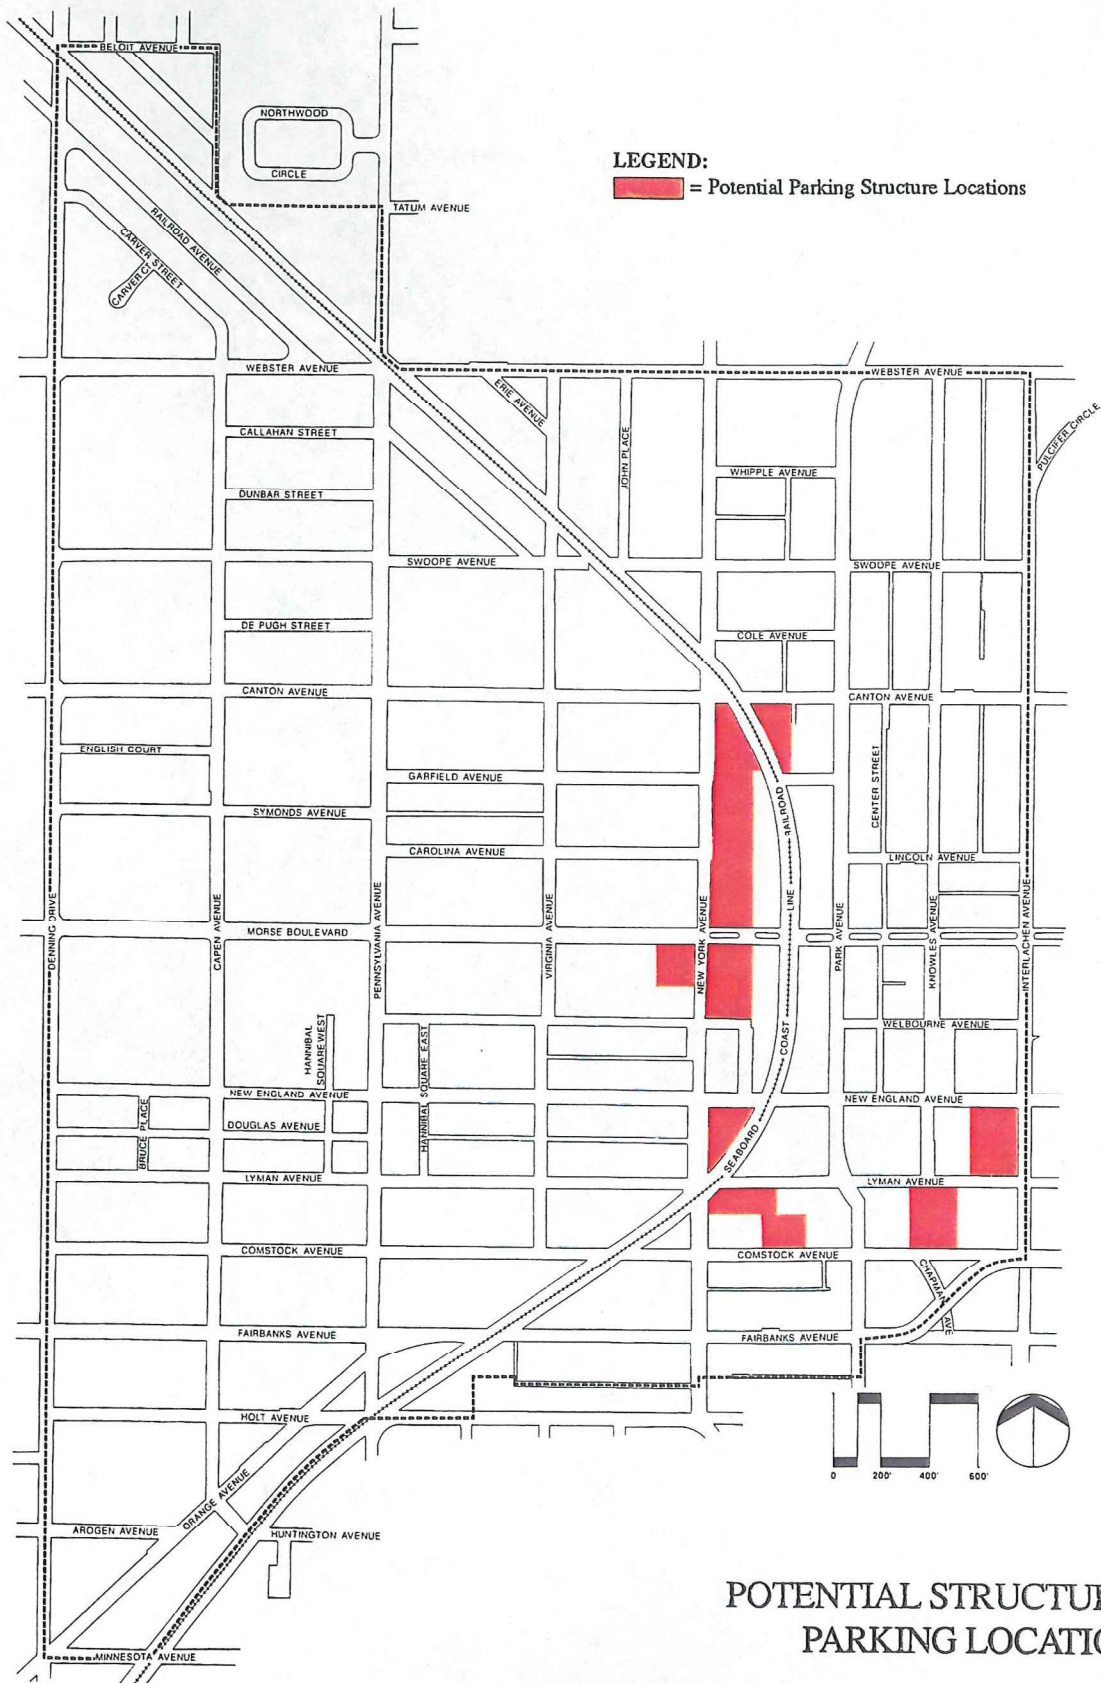 BELOIT AVENUE
NORTHWOOD
CIRCLE
LEGEND:
= Potential Parking Structure Locations
TATUM AVENUE
RAILROAD AVENUE
CARVER STREET
CARVER CT
WEBSTER AVENUE
WEBSTER AVENUE
ERIE AVENUE
PULCIFER CIRCLE
CALLAHAN STREET
JOHN PLACE
WHIPPLE AVENUE
DUNBAR STREET
SWOOPE AVENUE
SWOOPE AVENUE
DE PUGH STREET
COLE AVENUE
CANTON AVENUE
CANTON AVENUE
ENGLISH COURT
GARFIELD AVENUE
CENTER STREET
SYMONDS AVENUE
CAROLINA AVENUE
LINCOLN AVENUE
DENNING DRIVE
CAPEN AVENUE
MORSE BOULEVARD
PENNSYLVANIA AVENUE
VIRGINIA AVENUE
NEW YORK AVENUE
SEABOARD COAST LINE RAILROAD
PARK AVENUE
KNOWLES AVENUE
INTERLACHEN AVENUE
WELBOURNE AVENUE
HANNIBAL
SQUARE WEST
HANNIBAL SQUARE EAST
NEW ENGLAND AVENUE
NEW ENGLAND AVENUE
BRUCE PLACE
DOUGLAS AVENUE
LYMAN AVENUE
LYMAN AVENUE
COMSTOCK AVENUE
COMSTOCK AVENUE
CHAPMAN AVE
FAIRBANKS AVENUE
FAIRBANKS AVENUE
HOLT AVENUE
0 200' 400' 600'
ORANGE AVENUE
AROGEN AVENUE
HUNTINGTON AVENUE
MINNESOTA AVENUE
POTENTIAL STRUCTU
PARKING LOCATIO